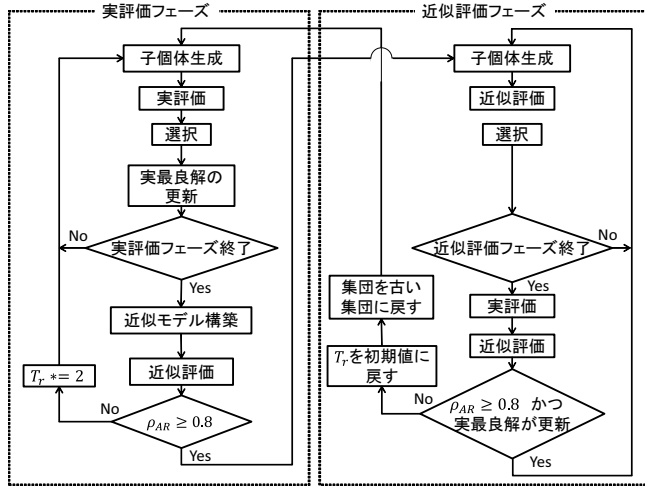 実評価フェーズ
子個体生成
実評価
選択
実最良解の
更新
No
実評価フェーズ終了
Yes
近似モデル構築
近似評価
T_r *= 2
No
ρ_AR ≥ 0.8
Yes
近似評価フェーズ
子個体生成
近似評価
選択
No
近似評価フェーズ終了
Yes
実評価
近似評価
集団を古い
集団に戻す
T_rを初期値に
戻す
No
ρ_AR ≥ 0.8 かつ
実最良解が更新
Yes